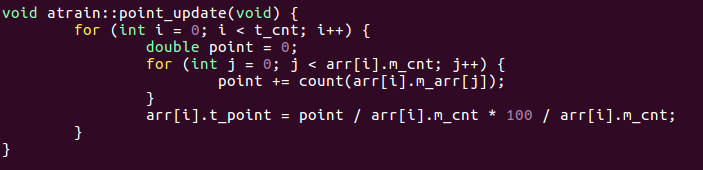 void atrain::point_update(void) {
        for (int i = 0; i < t_cnt; i++) {
                double point = 0;
                for (int j = 0; j < arr[i].m_cnt; j++) {
                        point += count(arr[i].m_arr[j]);
                }
                arr[i].t_point = point / arr[i].m_cnt * 100 / arr[i].m_cnt;
        }
}